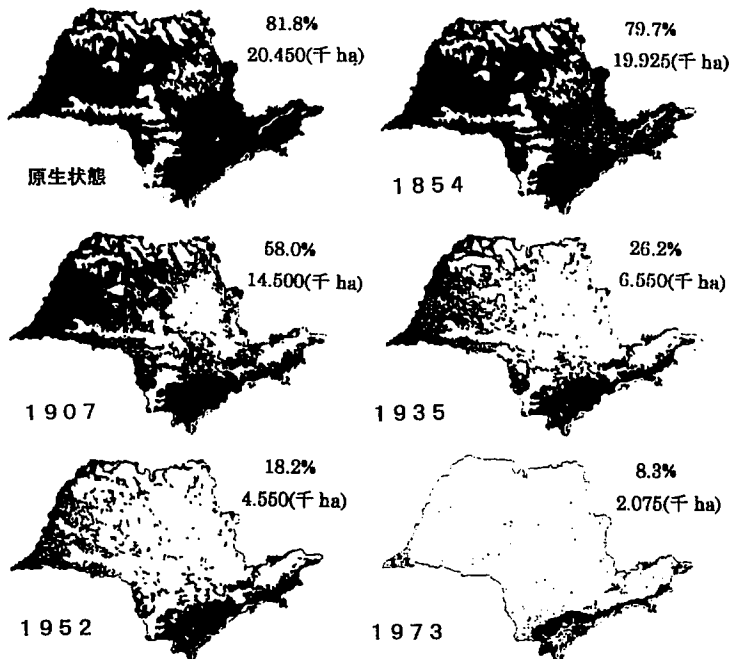 81.8%
20.450(千 ha)
原生状態
79.7%
19.925(千 ha)
1854
58.0%
14.500(千 ha)
1907
26.2%
6.550(千 ha)
1935
18.2%
4.550(千 ha)
1952
8.3%
2.075(千 ha)
1973